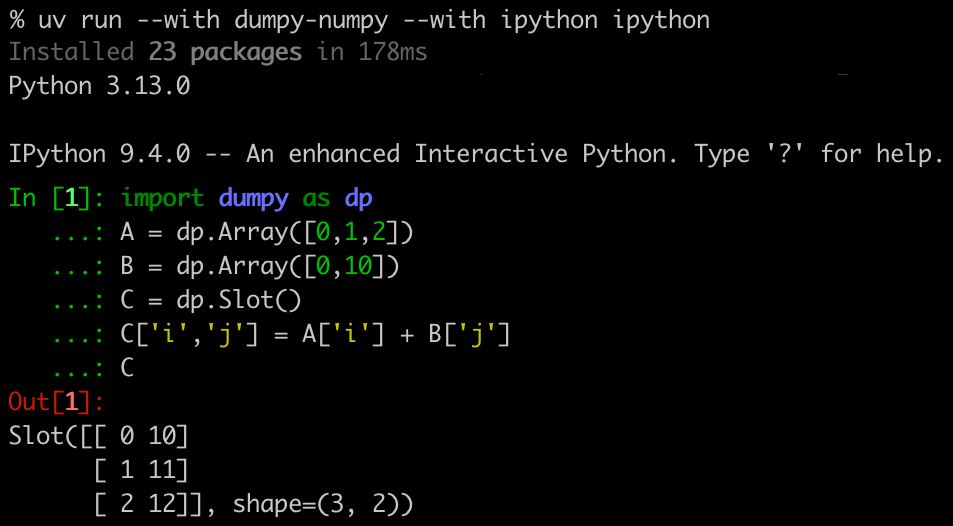 % uv run --with dumpy-numpy --with ipython ipython
Installed 23 packages in 178ms
Python 3.13.0
IPython 9.4.0 -- An enhanced Interactive Python. Type '?' for help.
In [1]: import dumpy as dp
   ...: A = dp.Array([0,1,2])
   ...: B = dp.Array([0,10])
   ...: C = dp.Slot()
   ...: C['i','j'] = A['i'] + B['j']
   ...: C
Out[1]:
Slot([[ 0 10]
      [ 1 11]
      [ 2 12]], shape=(3, 2))